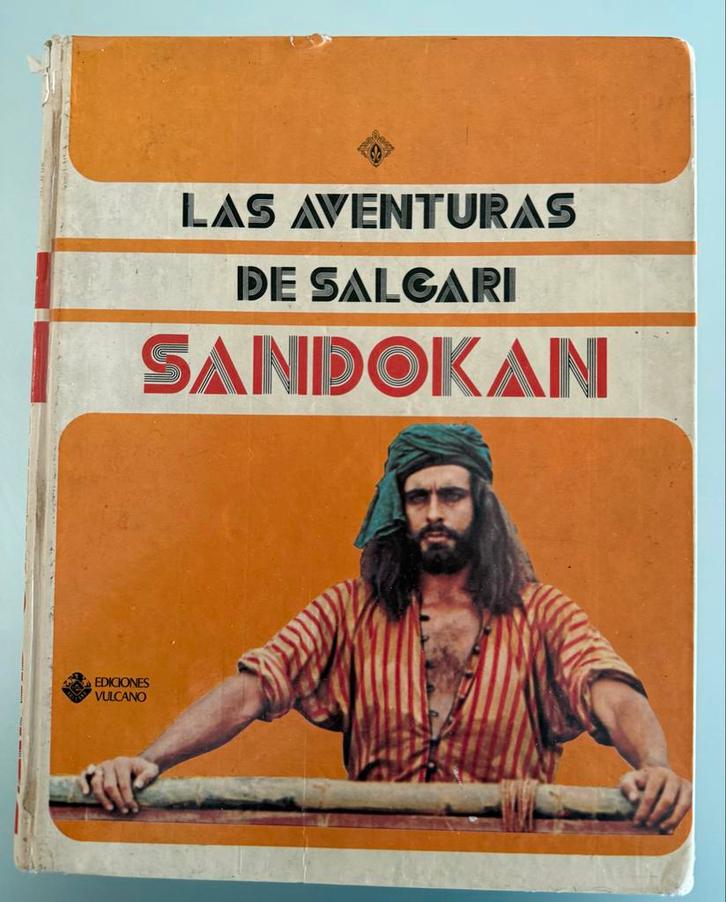 LAS AVENTURAS
DE SALGARI
SANDOKAN
EDICIONES
VULCANO